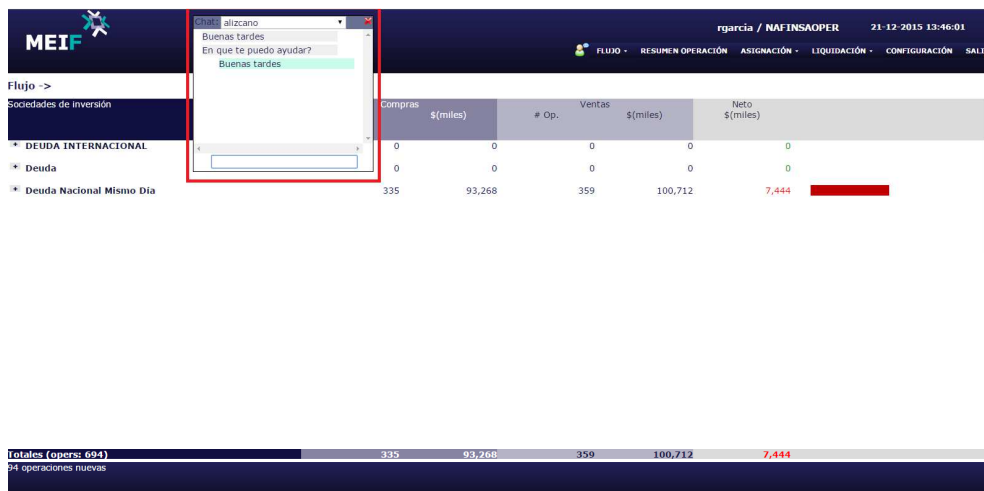 MEIF
Chat: alizcano
rgarcia / NAFINSAOPER 21-12-2015 13:46:01
FLUJO RESUMEN OPERACIÓN ASIGNACIÓN LIQUIDACIÓN CONFIGURACIÓN SALI
Buenas tardes
En que te puedo ayudar?
Buenas tardes
Flujo ->
Sociedades de inversión Compras Ventas Neto
$(miles) # Op. $(miles) $(miles)
+ DEUDA INTERNACIONAL 0 0 0 0 0
+ Deuda 0 0 0 0 0
+ Deuda Nacional Mismo Día 335 93,268 359 100,712 7,444
Totales (opers: 694) 335 93,268 359 100,712 7,444
94 operaciones nuevas